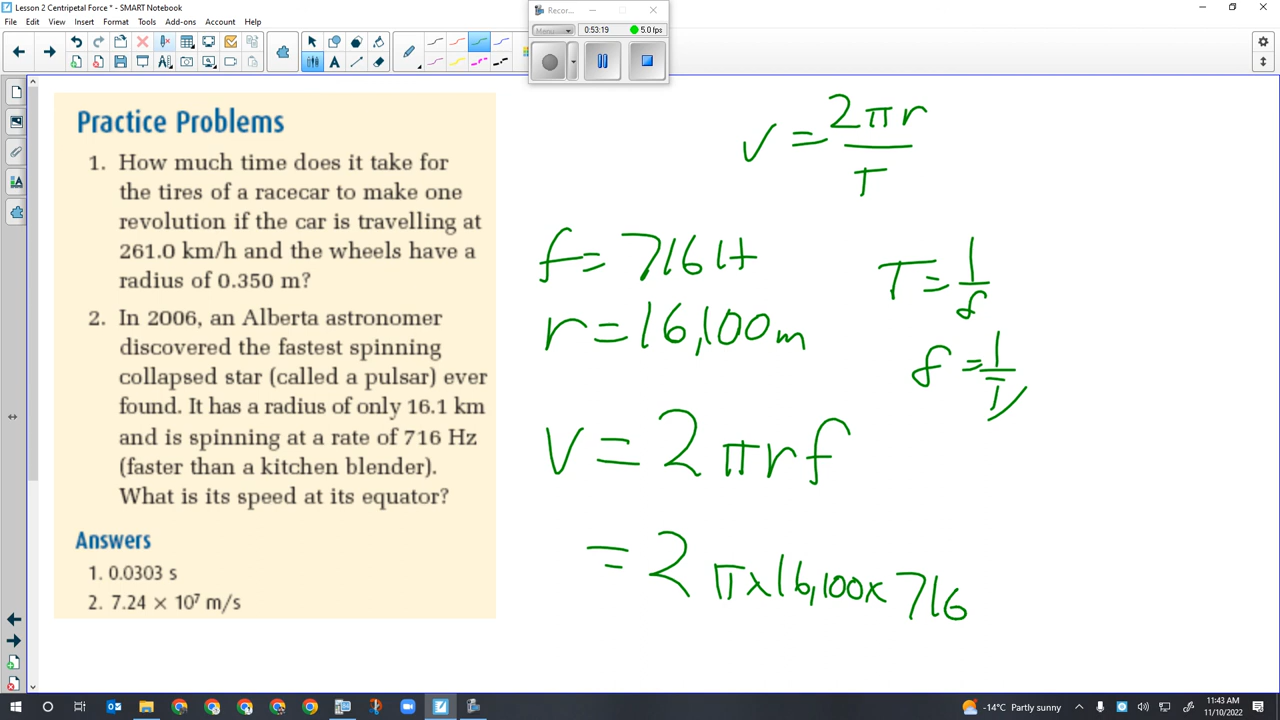 Lesson 2 Centripetal Force * - SMART Notebook
Recor...
File Edit View Insert Format Tools Add-ons Account Help
Menu 0:53:19 5.0 fps
Practice Problems
1. How much time does it take for
the tires of a racecar to make one
revolution if the car is travelling at
261.0 km/h and the wheels have a
radius of 0.350 m?
2. In 2006, an Alberta astronomer
discovered the fastest spinning
collapsed star (called a pulsar) ever
found. It has a radius of only 16.1 km
and is spinning at a rate of 716 Hz
(faster than a kitchen blender).
What is its speed at its equator?
Answers
1. 0.0303 s
2. 7.24 × 10⁷ m/s
v = 2πr / T
f = 716 H
r = 16,100 m
T = 1/f
f = 1/T
v = 2πrf
= 2π×16,100×716
-14°C Partly sunny
11:43 AM
11/10/2022